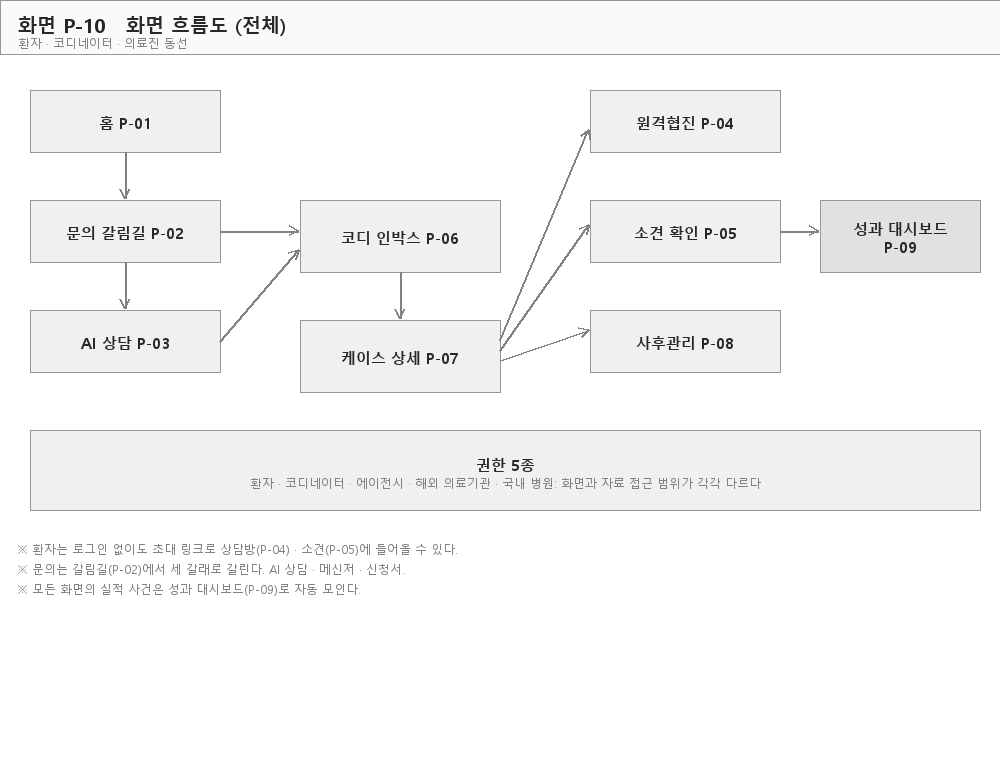 화면 P-10 화면 흐름도 (전체)
환자 · 코디네이터 · 의료진 동선
홈 P-01
원격협진 P-04
문의 갈림길 P-02
코디 인박스 P-06
소견 확인 P-05
성과 대시보드
P-09
AI 상담 P-03
케이스 상세 P-07
사후관리 P-08
권한 5종
환자 · 코디네이터 · 에이전시 · 해외 의료기관 · 국내 병원: 화면과 자료 접근 범위가 각각 다르다
※ 환자는 로그인 없이도 초대 링크로 상담방(P-04) · 소견(P-05)에 들어올 수 있다.
※ 문의는 갈림길(P-02)에서 세 갈래로 갈린다. AI 상담 · 메신저 · 신청서.
※ 모든 화면의 실적 사건은 성과 대시보드(P-09)로 자동 모인다.